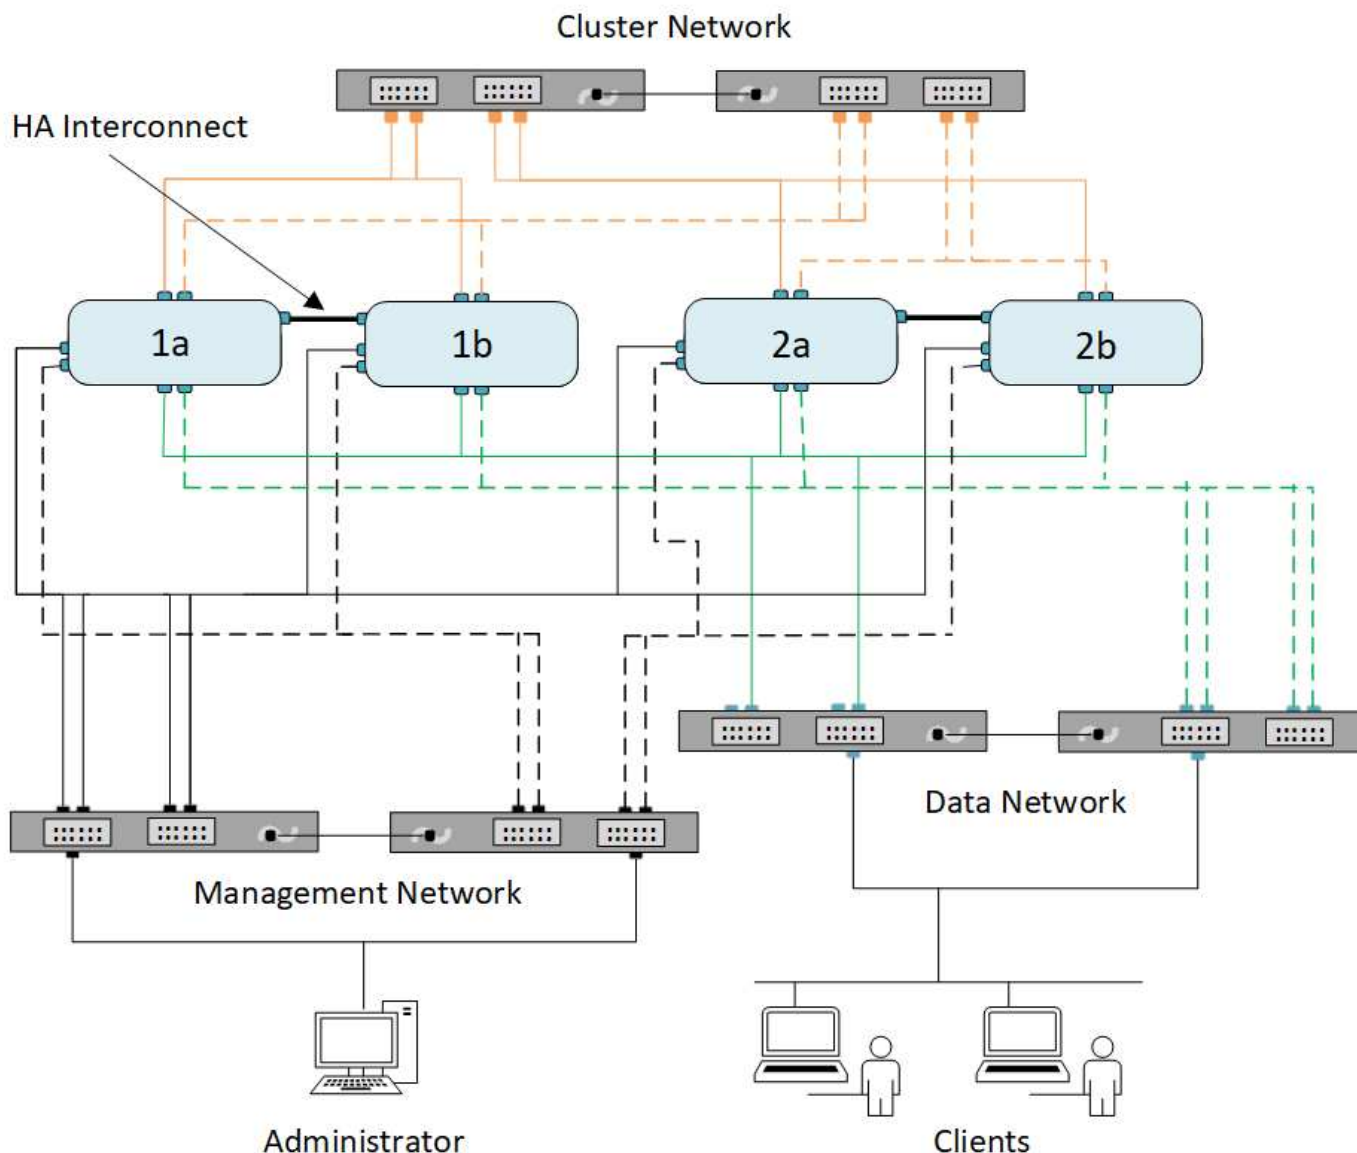 Cluster Network
HA Interconnect
1a
1b
2a
2b
Data Network
Management Network
Administrator
Clients